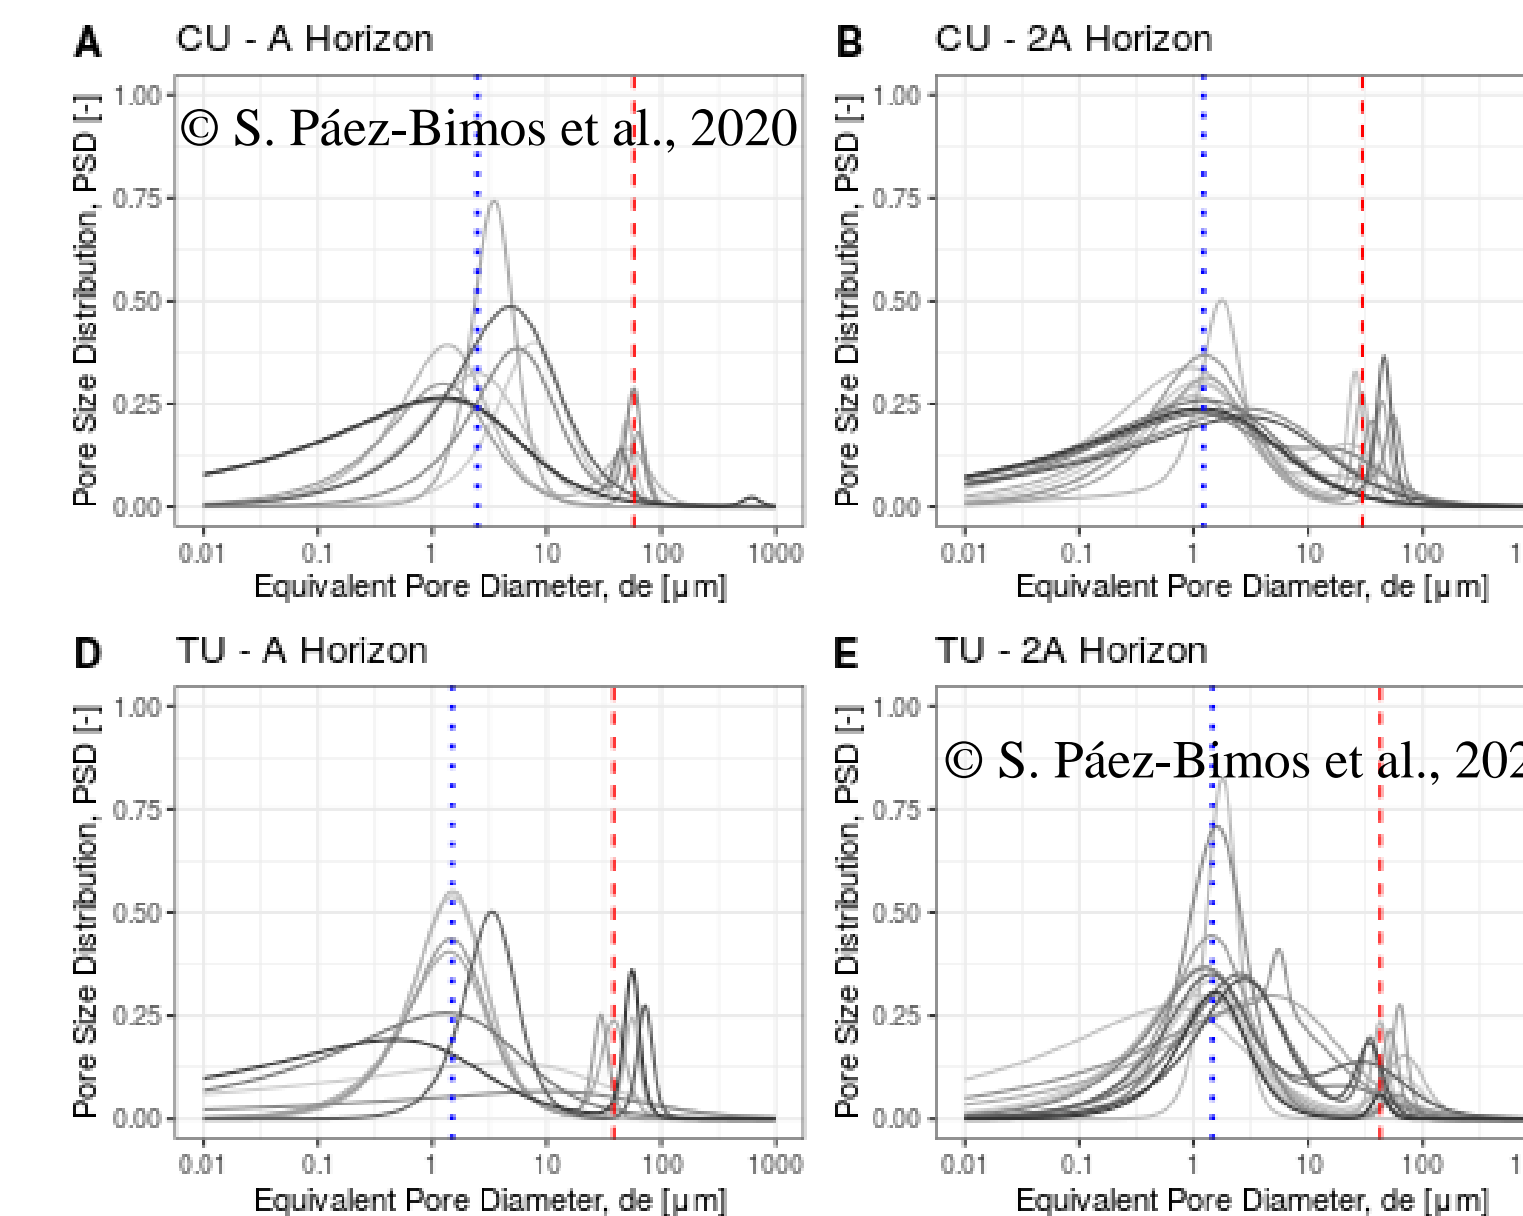 A CU - A Horizon
Pore Size Distribution, PSD [-]
1.00
0.75
0.50
0.25
0.00
© S. Páez-Bimos et al., 2020
0.01 0.1 1 10 100 1000
Equivalent Pore Diameter, de [µm]
B CU - 2A Horizon
Pore Size Distribution, PSD [-]
1.00
0.75
0.50
0.25
0.00
0.01 0.1 1 10 100 1
Equivalent Pore Diameter, de [µm]
D TU - A Horizon
Pore Size Distribution, PSD [-]
1.00
0.75
0.50
0.25
0.00
0.01 0.1 1 10 100 1000
Equivalent Pore Diameter, de [µm]
E TU - 2A Horizon
Pore Size Distribution, PSD [-]
1.00
0.75
0.50
0.25
0.00
© S. Páez-Bimos et al., 202
0.01 0.1 1 10 100 1
Equivalent Pore Diameter, de [µm]